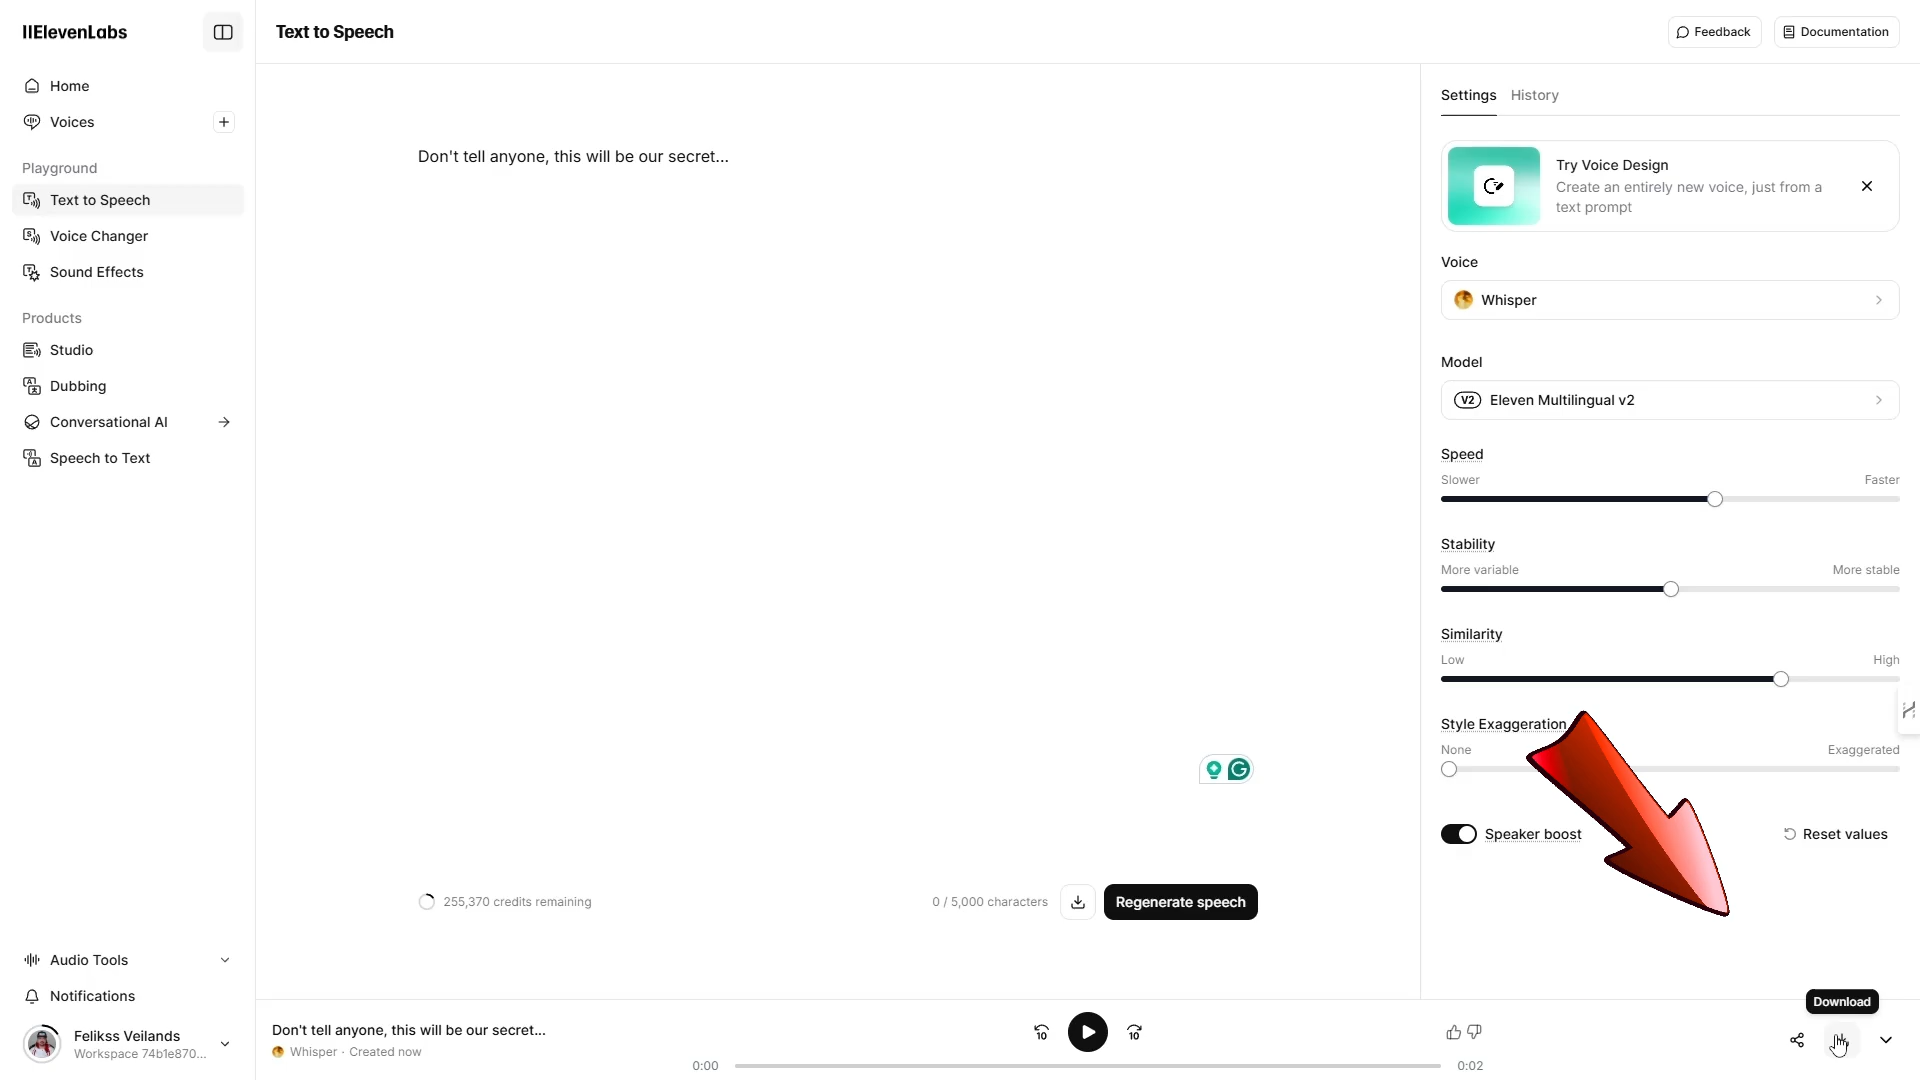 IIElevenLabs
Text to Speech
Feedback
Documentation
Home
Voices
Playground
Text to Speech
Voice Changer
Sound Effects
Products
Studio
Dubbing
Conversational AI
Speech to Text
Audio Tools
Notifications
Felikss Veilands
Workspace 74b1e870...
Don't tell anyone, this will be our secret...
255,370 credits remaining
0 / 5,000 characters
Regenerate speech
Settings
History
Try Voice Design
Create an entirely new voice, just from a
text prompt
Voice
Whisper
Model
V2 Eleven Multilingual v2
Speed
Slower Faster
Stability
More variable More stable
Similarity
Low High
Style Exaggeration
None Exaggerated
Speaker boost
Reset values
Download
Don't tell anyone, this will be our secret...
Whisper · Created now
10
10
0:00
0:02